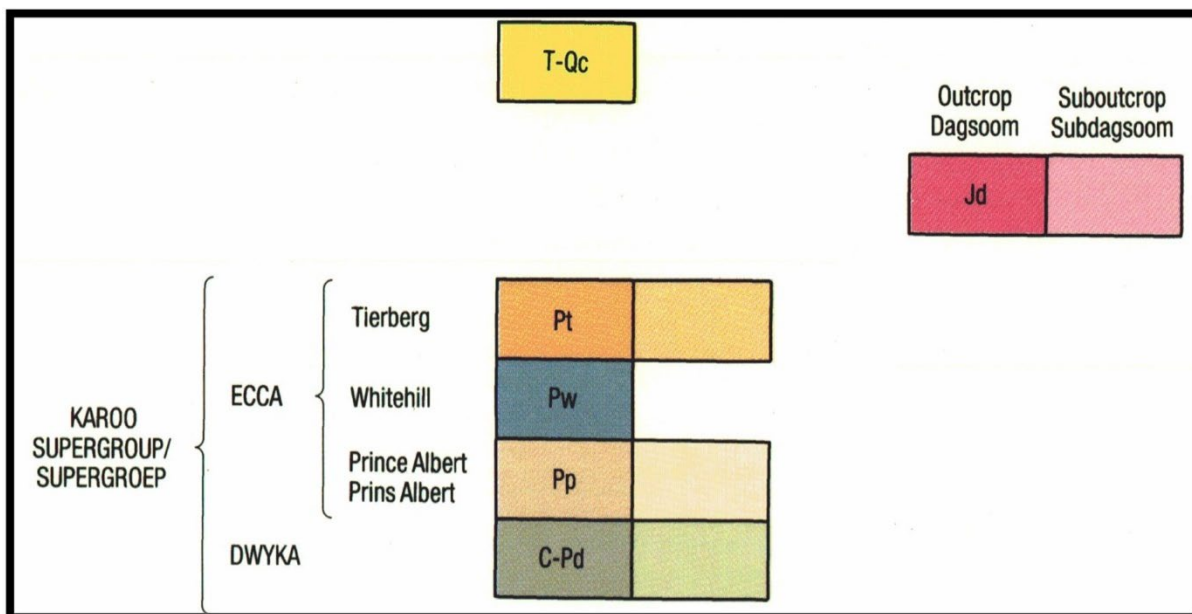 T-Qc
Outcrop
Dagsoom
Suboutcrop
Subdagsoom
Jd
KAROO
SUPERGROUP/
SUPERGROEP
ECCA
Tierberg
Pt
Whitehill
Pw
Prince Albert
Prins Albert
Pp
DWYKA
C-Pd